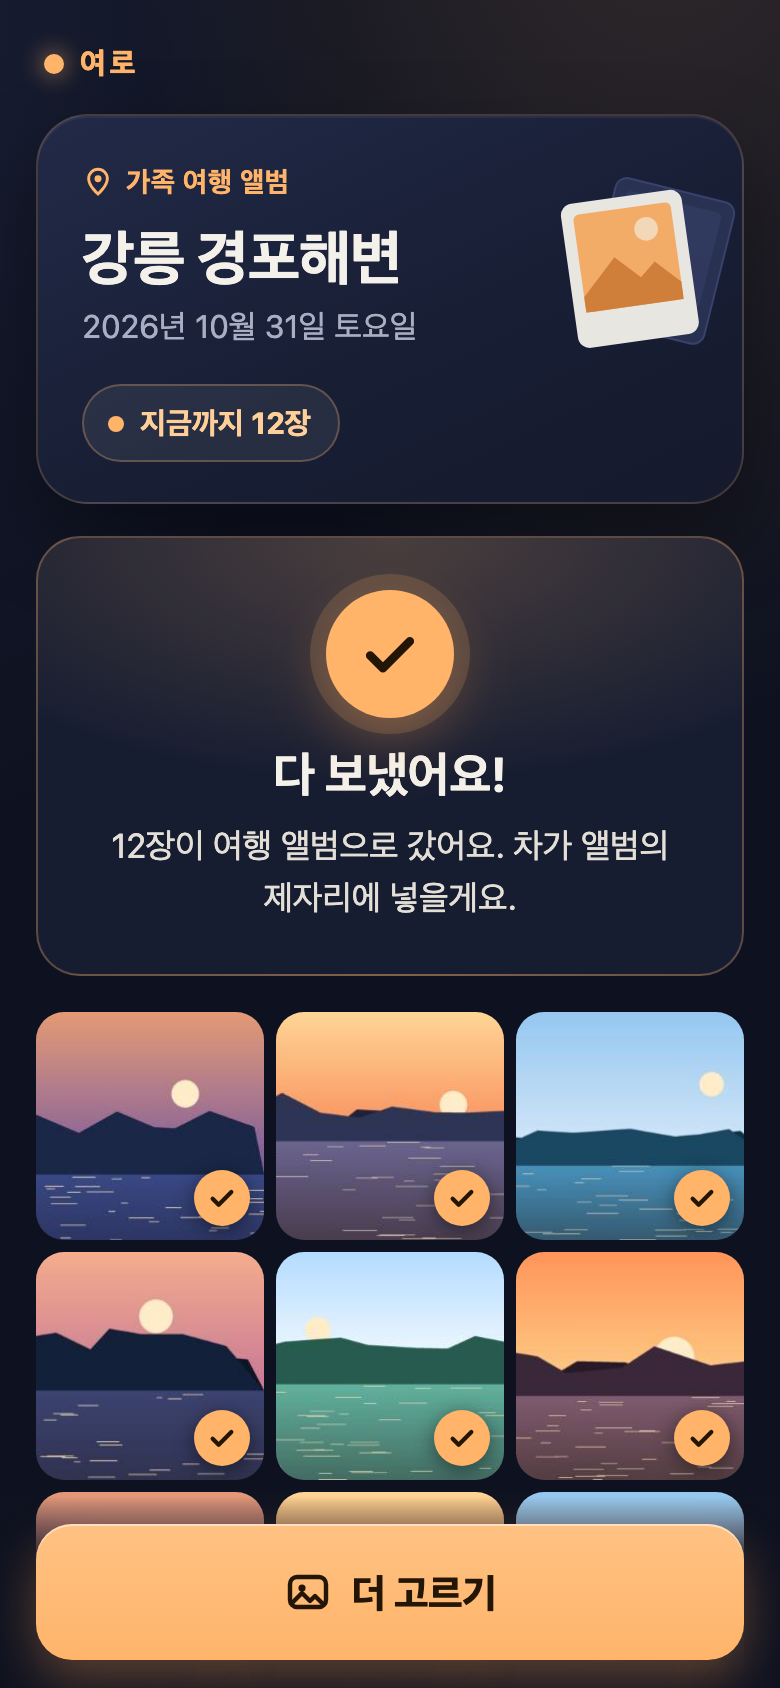 여로
가족 여행 앨범
강릉 경포해변
2026년 10월 31일 토요일
지금까지 12장
다 보냈어요!
12장이 여행 앨범으로 갔어요. 차가 앨범의
제자리에 넣을게요.
더 고르기